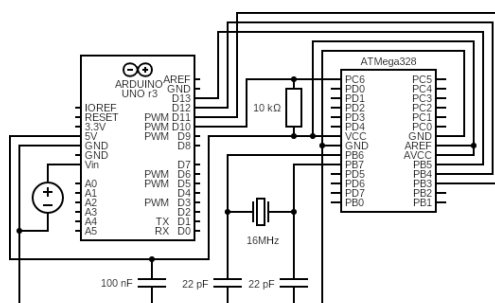 ARDUINO
UNO r3
AREF
GND
D13
D12
PWM D11
PWM D10
PWM D9
D8
D7
PWM D6
PWM D5
D4
PWM D3
D2
TX D1
RX D0
IOREF
RESET
3.3V
5V
GND
GND
Vin
A0
A1
A2
A3
A4
A5
10 kΩ
ATMega328
PC6
PD0
PD1
PD2
PD3
PD4
VCC
GND
PB6
PB7
PD5
PD6
PD7
PB0
PC5
PC4
PC3
PC2
PC1
PC0
GND
AREF
AVCC
PB5
PB4
PB3
PB2
PB1
16MHz
100 nF
22 pF
22 pF